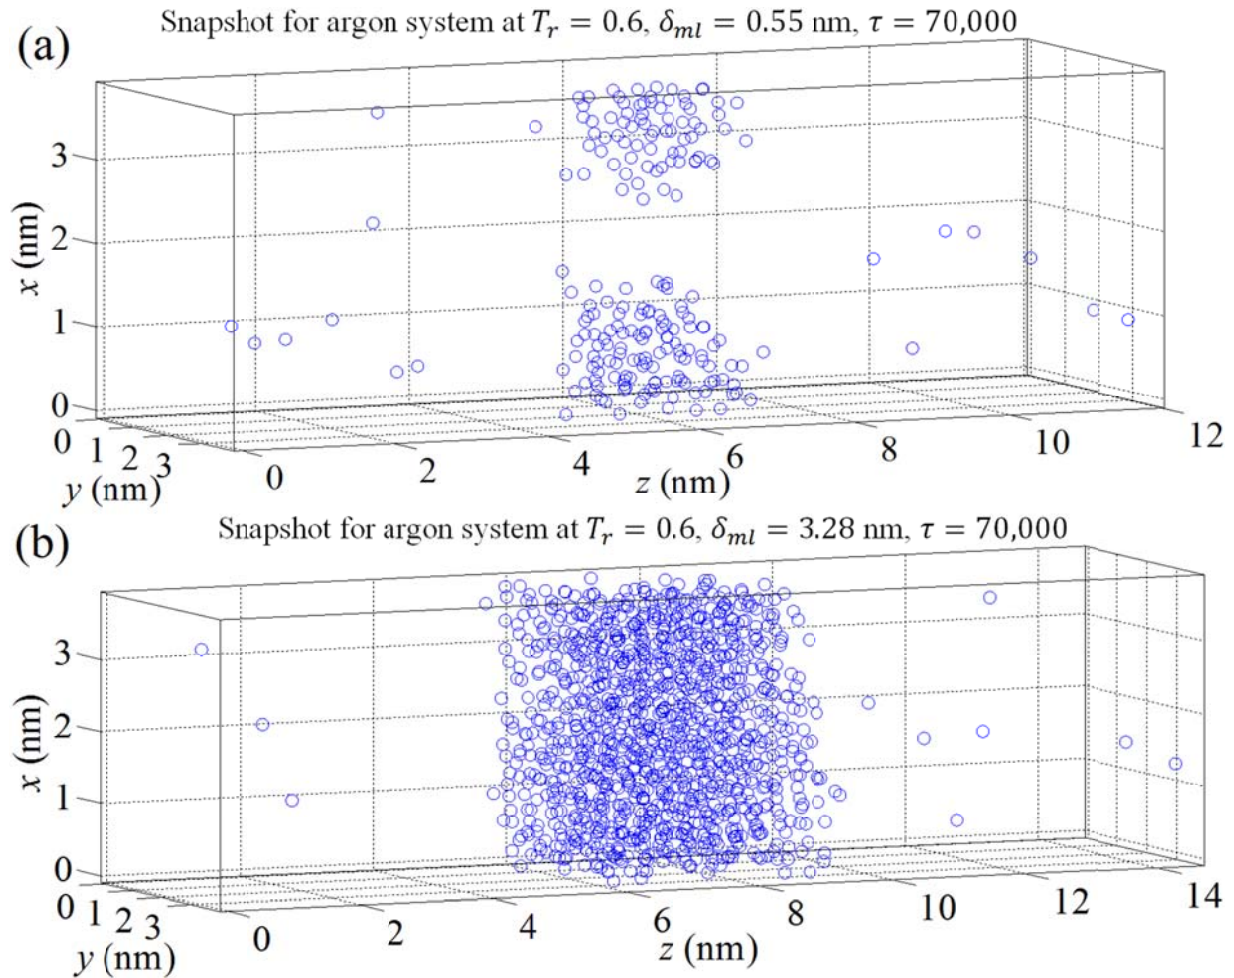 (a)
Snapshot for argon system at T_r = 0.6, δ_ml = 0.55 nm, τ = 70,000
x (nm)
3
2
1
0
0 1 2 3
y (nm)
0 2 4 6 8 10 12
z (nm)
(b)
Snapshot for argon system at T_r = 0.6, δ_ml = 3.28 nm, τ = 70,000
x (nm)
3
2
1
0
0 1 2 3
y (nm)
0 2 4 6 8 10 12 14
z (nm)